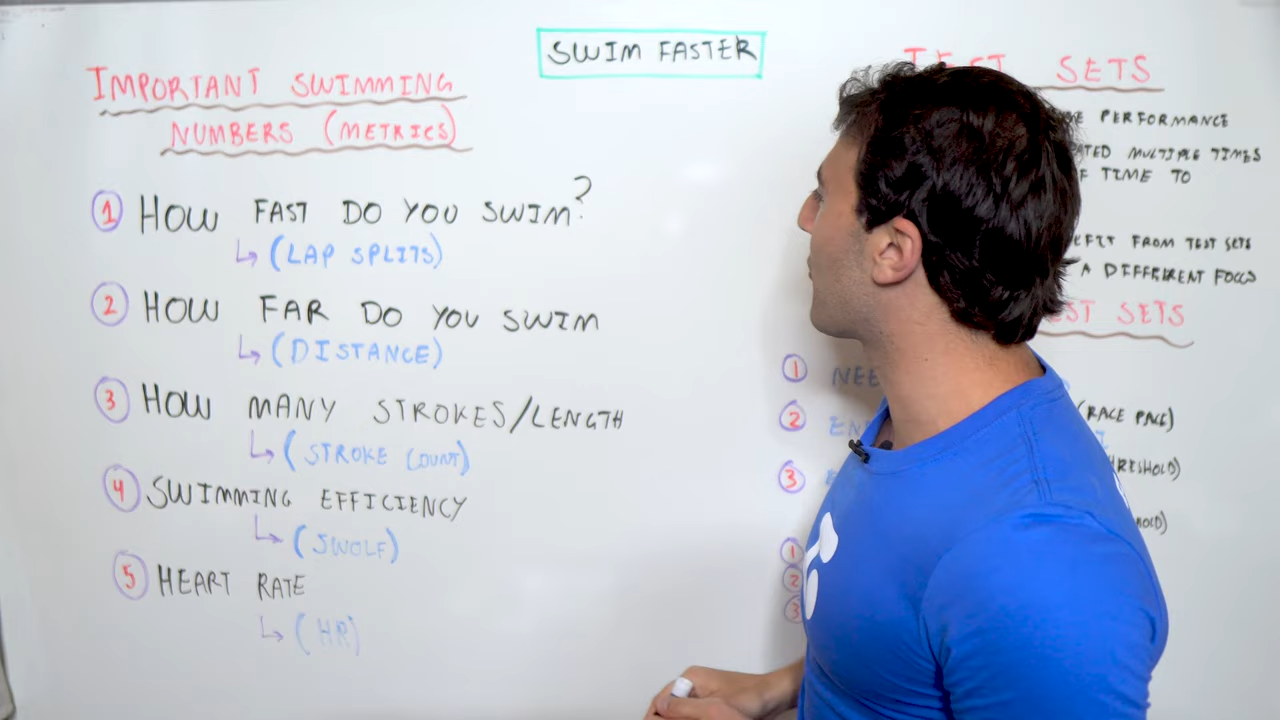 SWIM FASTER
IMPORTANT SWIMMING
NUMBERS (METRICS)
1 HOW FAST DO YOU SWIM?
(LAP SPLITS)
2 HOW FAR DO YOU SWIM
(DISTANCE)
3 HOW MANY STROKES/LENGTH
(STROKE COUNT)
4 SWIMMING EFFICIENCY
(SWOLF)
5 HEART RATE
(HR)
SETS
PERFORMANCE
MULTIPLE TIMES
TIME TO
FROM TEST SETS
A DIFFERENT FOCUS
SETS
1
2 (RACE PACE)
3
1
2
3